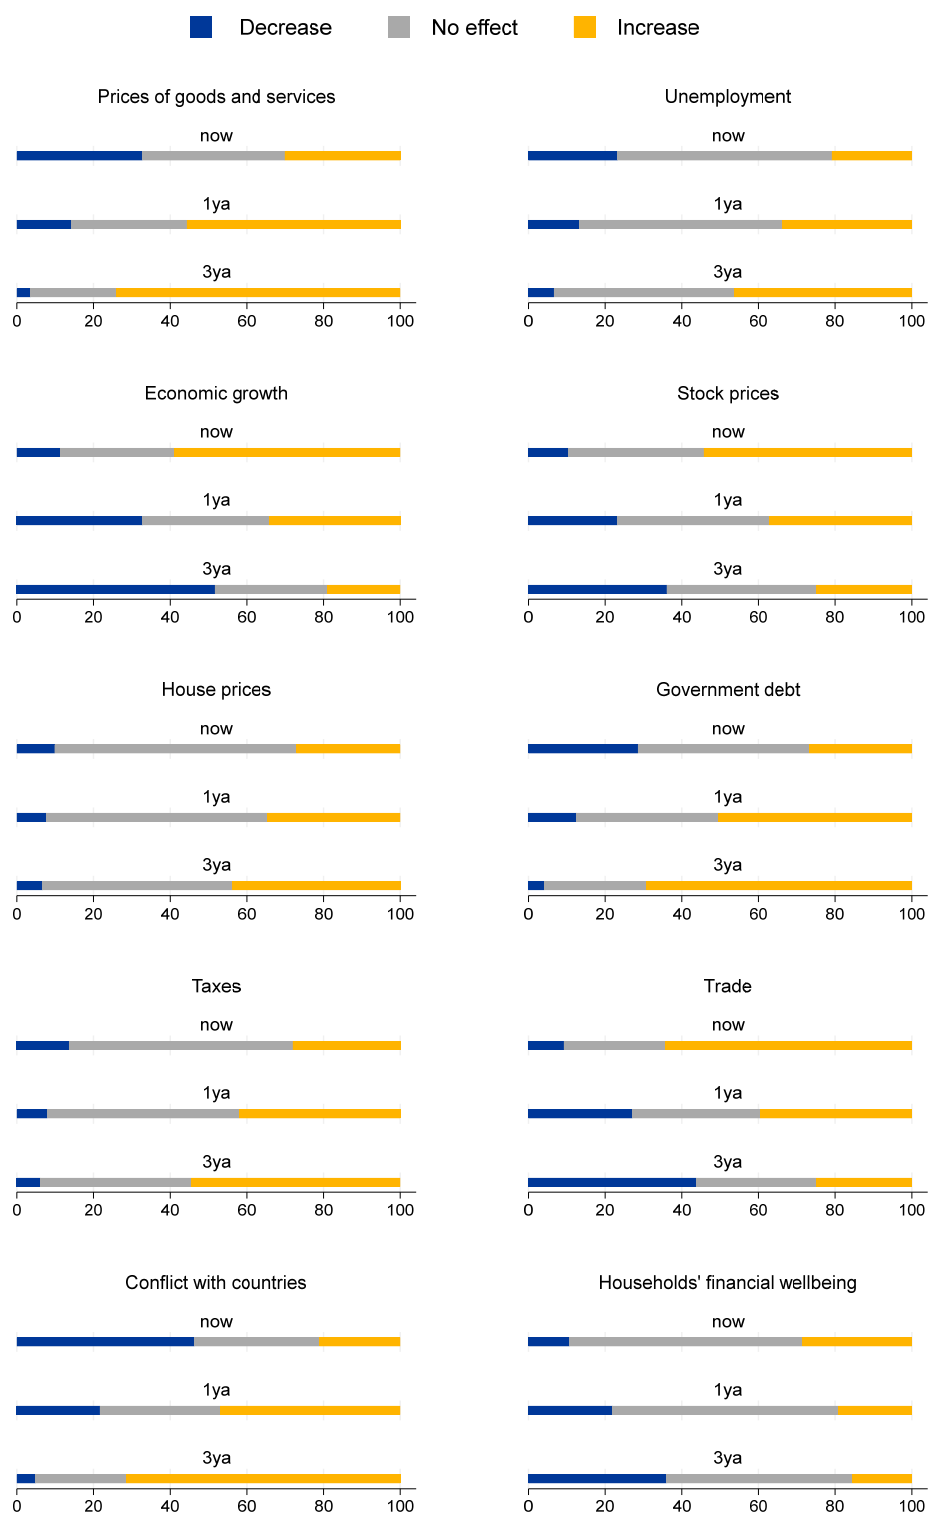 Decrease No effect Increase
Prices of goods and services
now
1ya
3ya
0 20 40 60 80 100
Unemployment
now
1ya
3ya
0 20 40 60 80 100
Economic growth
now
1ya
3ya
0 20 40 60 80 100
Stock prices
now
1ya
3ya
0 20 40 60 80 100
House prices
now
1ya
3ya
0 20 40 60 80 100
Government debt
now
1ya
3ya
0 20 40 60 80 100
Taxes
now
1ya
3ya
0 20 40 60 80 100
Trade
now
1ya
3ya
0 20 40 60 80 100
Conflict with countries
now
1ya
3ya
0 20 40 60 80 100
Households' financial wellbeing
now
1ya
3ya
0 20 40 60 80 100